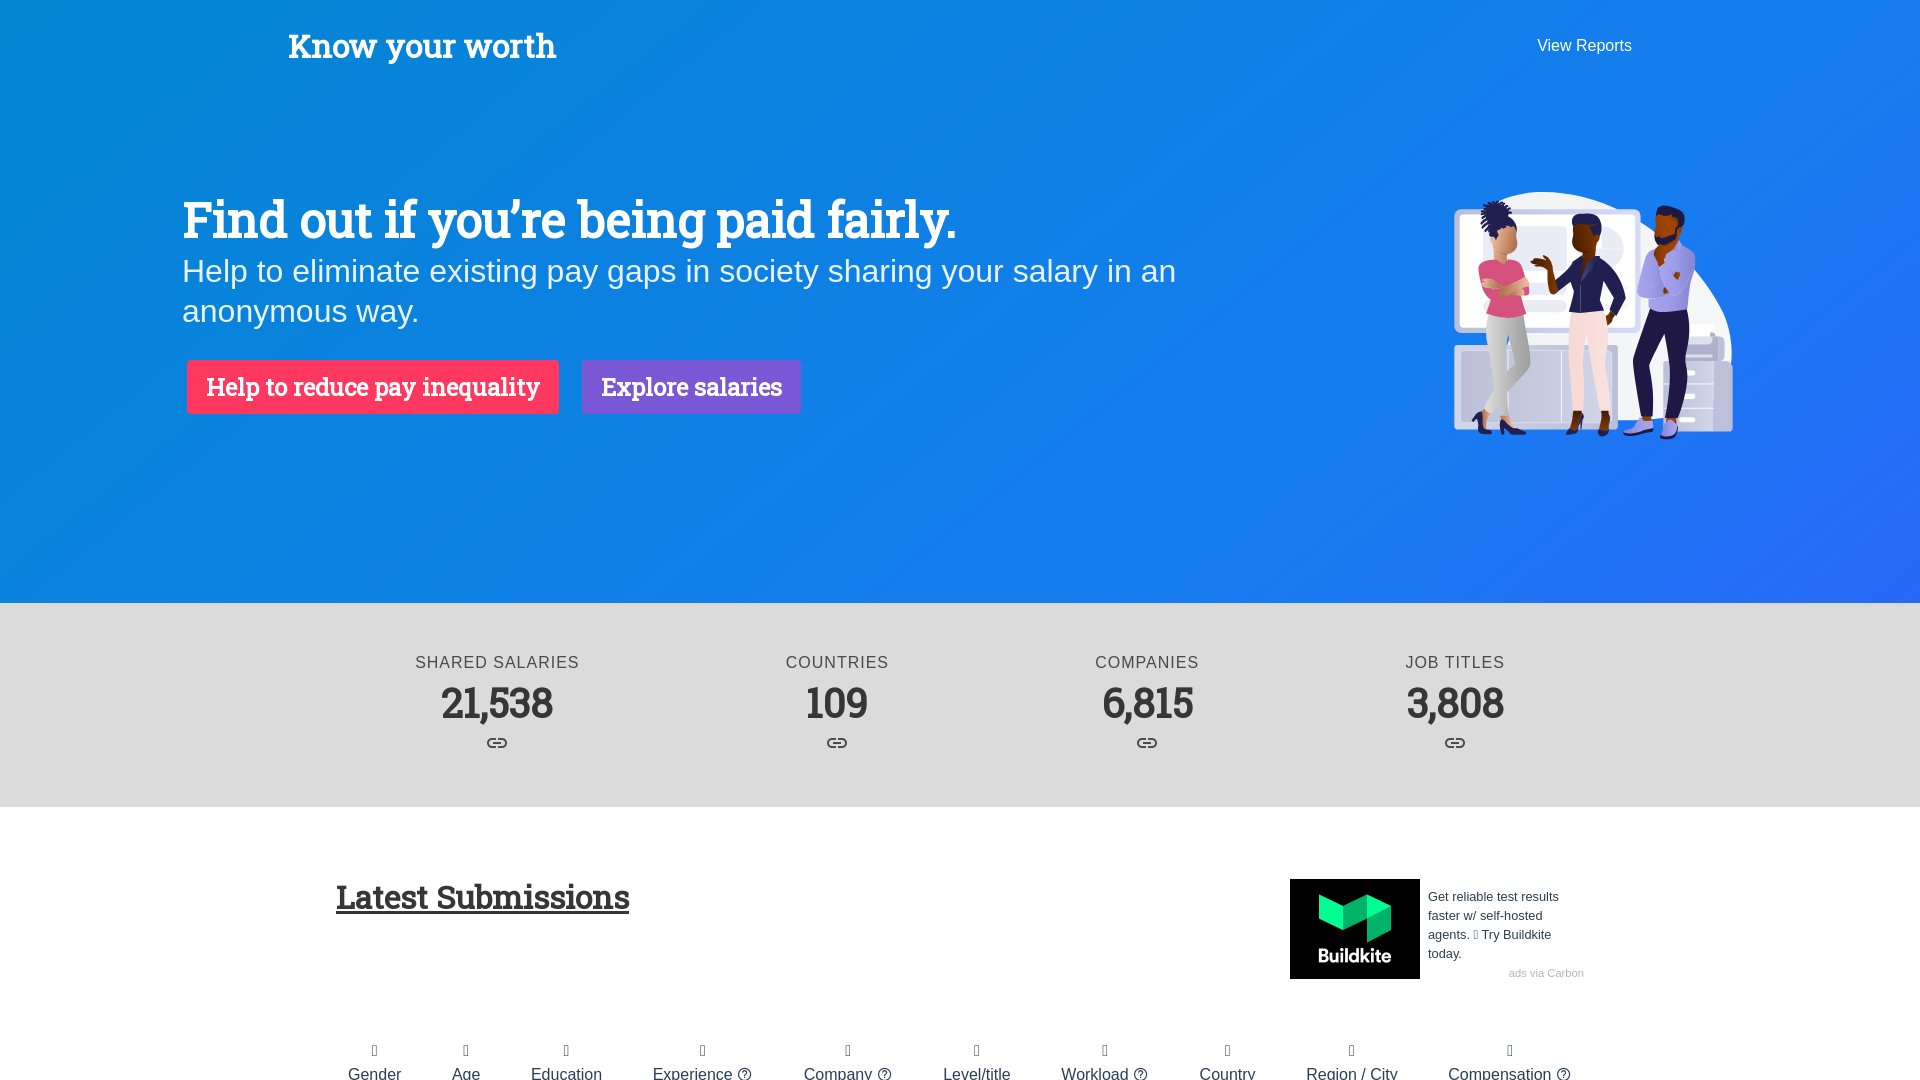 Know your worth
View Reports
Find out if you’re being paid fairly.
Help to eliminate existing pay gaps in society sharing your salary in an
anonymous way.
Help to reduce pay inequality
Explore salaries
SHARED SALARIES
21,538
COUNTRIES
109
COMPANIES
6,815
JOB TITLES
3,808
Latest Submissions
Buildkite
Get reliable test results
faster w/ self-hosted
agents. Try Buildkite
today.
ads via Carbon
Gender
Age
Education
Experience
Company
Level/title
Workload
Country
Region / City
Compensation